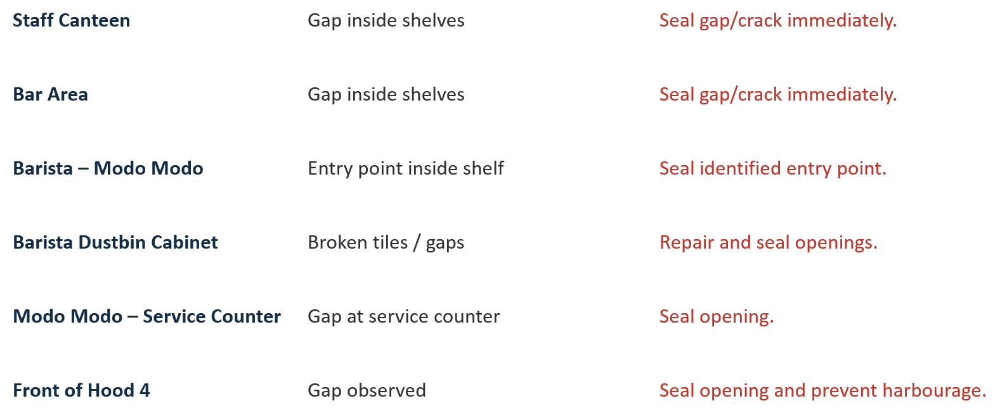 Staff Canteen Gap inside shelves Seal gap/crack immediately.
Bar Area Gap inside shelves Seal gap/crack immediately.
Barista – Modo Modo Entry point inside shelf Seal identified entry point.
Barista Dustbin Cabinet Broken tiles / gaps Repair and seal openings.
Modo Modo – Service Counter Gap at service counter Seal opening.
Front of Hood 4 Gap observed Seal opening and prevent harbourage.